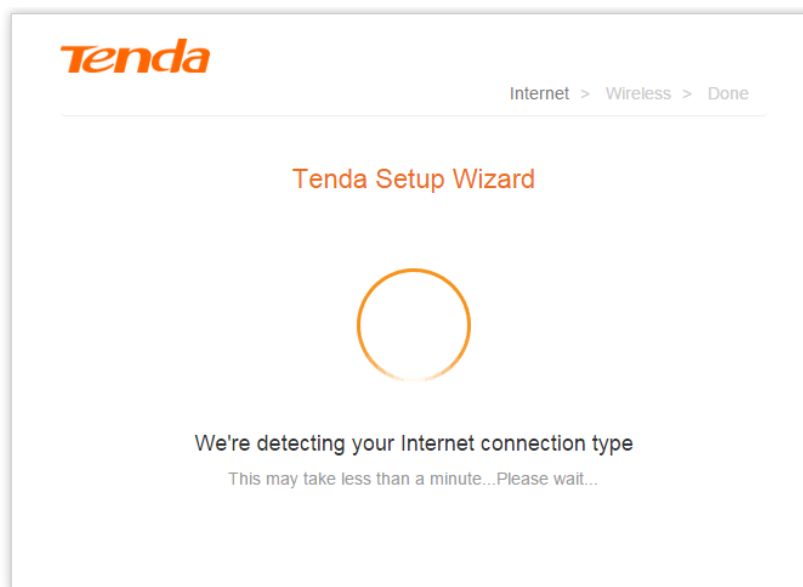 Tenda
Internet > Wireless > Done
Tenda Setup Wizard
We're detecting your Internet connection type
This may take less than a minute...Please wait...